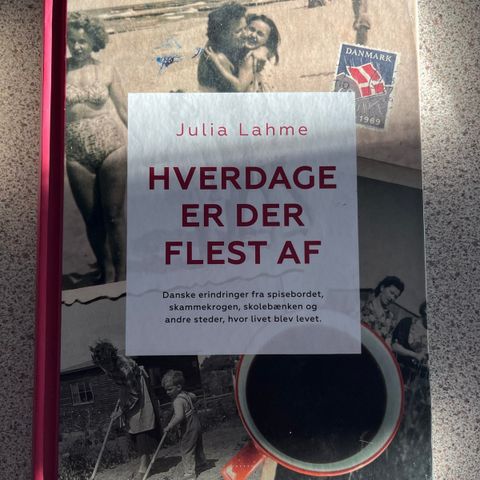 DANMARK
1969
Julia Lahme
HVERDAGE
ER DER
FLEST AF
Danske erindringer fra spisebordet,
skammekrogen, skolebænken og
andre steder, hvor livet blev levet.